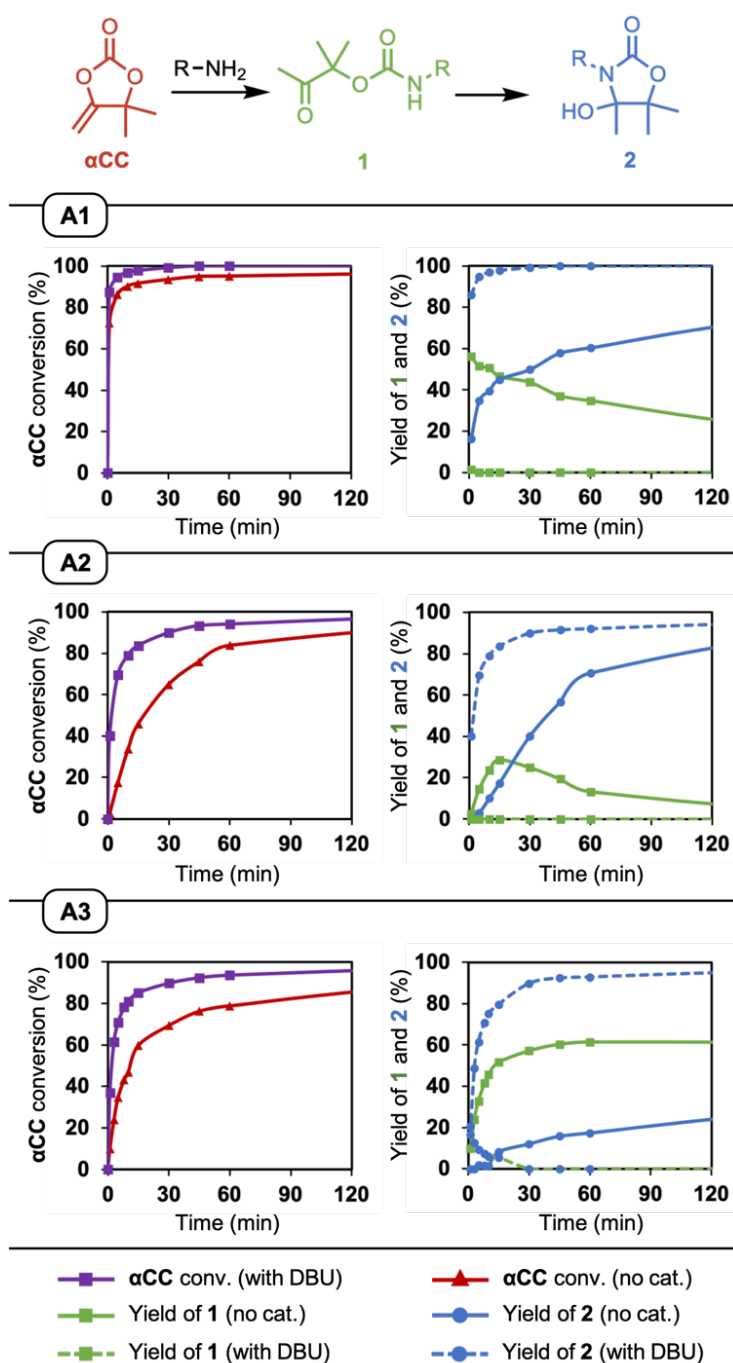 O
O
O
αCC
R–NH₂
O
O
O
N
H
R
1
O
R
N
O
HO
2
A1
αCC conversion (%)
100
80
60
40
20
0
0 30 60 90 120
Time (min)
Yield of 1 and 2 (%)
100
80
60
40
20
0
0 30 60 90 120
Time (min)
A2
αCC conversion (%)
100
80
60
40
20
0
0 30 60 90 120
Time (min)
Yield of 1 and 2 (%)
100
80
60
40
20
0
0 30 60 90 120
Time (min)
A3
αCC conversion (%)
100
80
60
40
20
0
0 30 60 90 120
Time (min)
Yield of 1 and 2 (%)
100
80
60
40
20
0
0 30 60 90 120
Time (min)
αCC conv. (with DBU)
αCC conv. (no cat.)
Yield of 1 (no cat.)
Yield of 2 (no cat.)
Yield of 1 (with DBU)
Yield of 2 (with DBU)